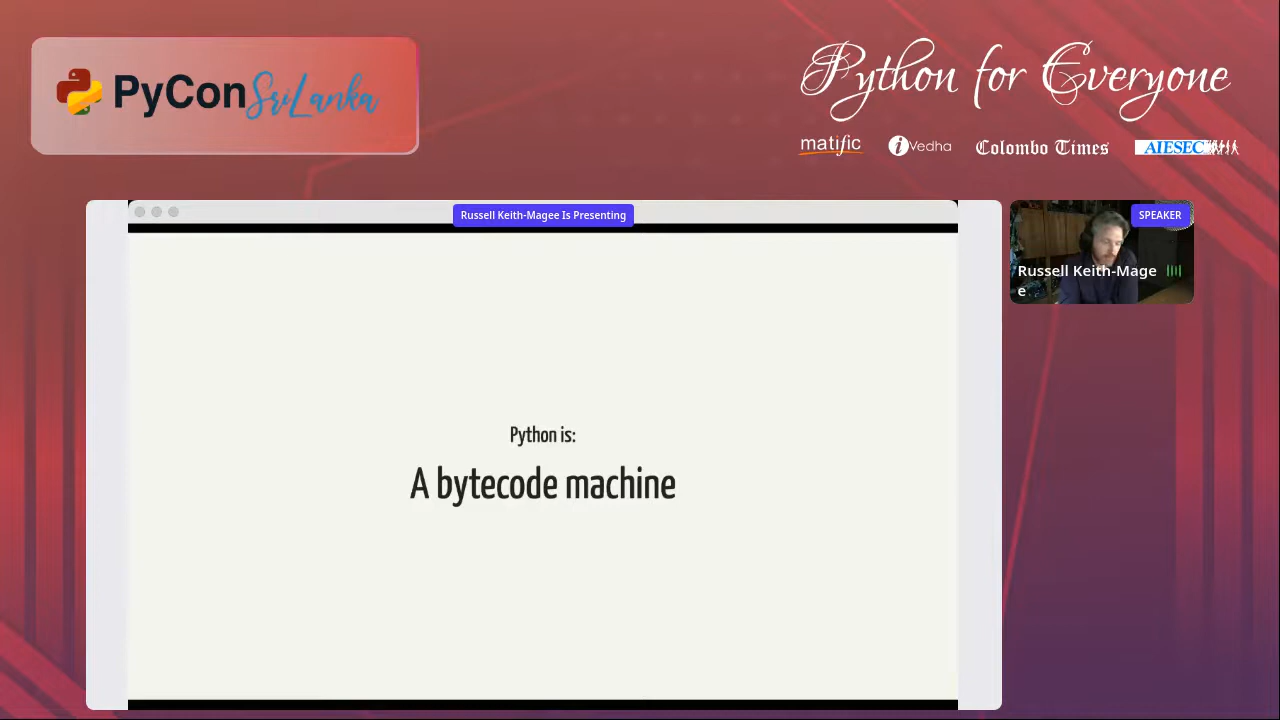 PyCon SriLanka
Python for Everyone
matific
iVedha
Colombo Times
AIESEC
Russell Keith-Magee Is Presenting
SPEAKER
Russell Keith-Mage
e
Python is:
A bytecode machine